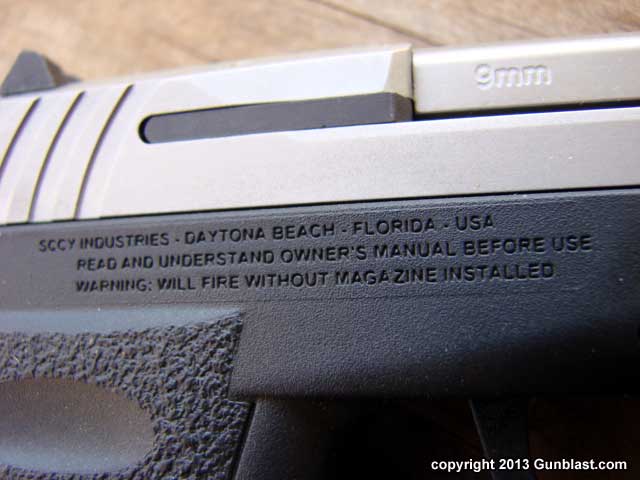 9mm
SCCY INDUSTRIES - DAYTONA BEACH - FLORIDA - USA
READ AND UNDERSTAND OWNER'S MANUAL BEFORE USE
WARNING: WILL FIRE WITHOUT MAGAZINE INSTALLED
copyright 2013 Gunblast.com